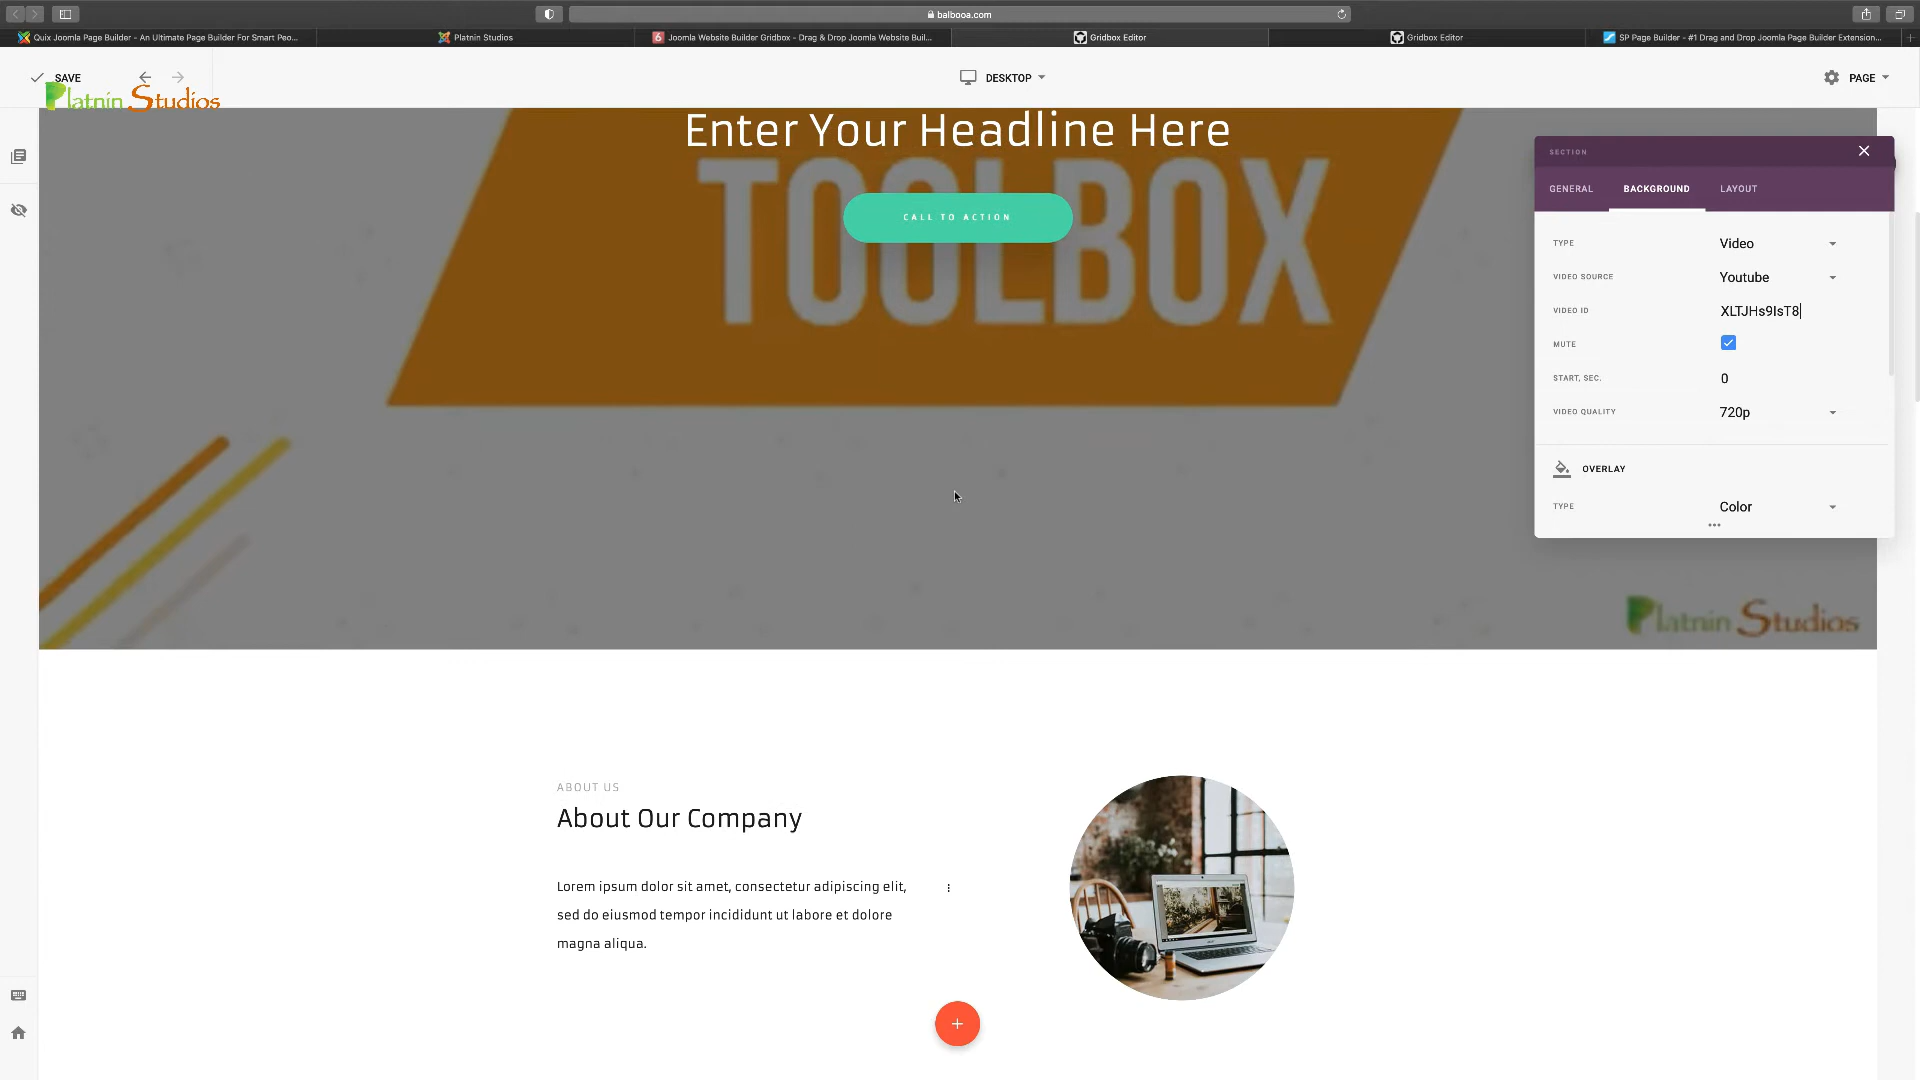 balbooa.com
Quix Joomla Page Builder - An Ultimate Page Builder For Smart Peo...
Platnin Studios
Joomla Website Builder Gridbox - Drag & Drop Joomla Website Buil...
Gridbox Editor
Gridbox Editor
SP Page Builder - #1 Drag and Drop Joomla Page Builder Extension...
SAVE
DESKTOP
PAGE
Platnin Studios
Enter Your Headline Here
TOOLBOX
CALL TO ACTION
SECTION
GENERAL
BACKGROUND
LAYOUT
TYPE
Video
VIDEO SOURCE
Youtube
VIDEO ID
XLTJHs9IsT8
MUTE
START, SEC.
0
VIDEO QUALITY
720p
OVERLAY
TYPE
Color
Platnin Studios
ABOUT US
About Our Company
Lorem ipsum dolor sit amet, consectetur adipiscing elit,
sed do eiusmod tempor incididunt ut labore et dolore
magna aliqua.